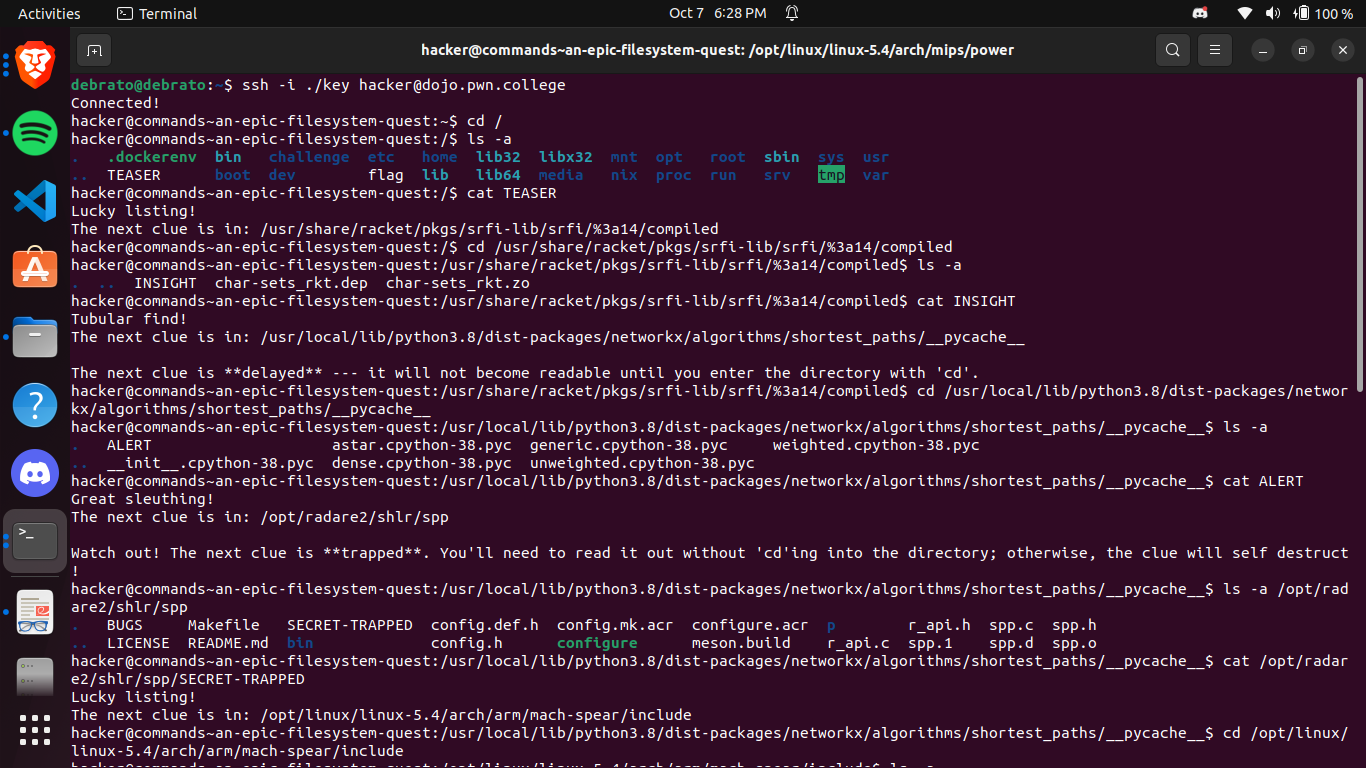 Activities
Terminal
Oct 7 6:28 PM
100 %
hacker@commands~an-epic-filesystem-quest: /opt/linux/linux-5.4/arch/mips/power
debrato@debrato:~$ ssh -i ./key hacker@dojo.pwn.college
Connected!
hacker@commands~an-epic-filesystem-quest:~$ cd /
hacker@commands~an-epic-filesystem-quest:/$ ls -a
. .dockerenv bin challenge etc home lib32 libx32 mnt opt root sbin sys usr
.. TEASER boot dev flag lib lib64 media nix proc run srv tmp var
hacker@commands~an-epic-filesystem-quest:/$ cat TEASER
Lucky listing!
The next clue is in: /usr/share/racket/pkgs/srfi-lib/srfi/%3a14/compiled
hacker@commands~an-epic-filesystem-quest:/$ cd /usr/share/racket/pkgs/srfi-lib/srfi/%3a14/compiled
hacker@commands~an-epic-filesystem-quest:/usr/share/racket/pkgs/srfi-lib/srfi/%3a14/compiled$ ls -a
. .. INSIGHT char-sets_rkt.dep char-sets_rkt.zo
hacker@commands~an-epic-filesystem-quest:/usr/share/racket/pkgs/srfi-lib/srfi/%3a14/compiled$ cat INSIGHT
Tubular find!
The next clue is in: /usr/local/lib/python3.8/dist-packages/networkx/algorithms/shortest_paths/__pycache__
The next clue is **delayed** --- it will not become readable until you enter the directory with 'cd'.
hacker@commands~an-epic-filesystem-quest:/usr/share/racket/pkgs/srfi-lib/srfi/%3a14/compiled$ cd /usr/local/lib/python3.8/dist-packages/networ
kx/algorithms/shortest_paths/__pycache__
hacker@commands~an-epic-filesystem-quest:/usr/local/lib/python3.8/dist-packages/networkx/algorithms/shortest_paths/__pycache__$ ls -a
. ALERT astar.cpython-38.pyc generic.cpython-38.pyc weighted.cpython-38.pyc
.. __init__.cpython-38.pyc dense.cpython-38.pyc unweighted.cpython-38.pyc
hacker@commands~an-epic-filesystem-quest:/usr/local/lib/python3.8/dist-packages/networkx/algorithms/shortest_paths/__pycache__$ cat ALERT
Great sleuthing!
The next clue is in: /opt/radare2/shlr/spp
Watch out! The next clue is **trapped**. You'll need to read it out without 'cd'ing into the directory; otherwise, the clue will self destruct
!
hacker@commands~an-epic-filesystem-quest:/usr/local/lib/python3.8/dist-packages/networkx/algorithms/shortest_paths/__pycache__$ ls -a /opt/rad
are2/shlr/spp
. BUGS Makefile SECRET-TRAPPED config.def.h config.mk.acr configure.acr p r_api.h spp.c spp.h
.. LICENSE README.md bin config.h configure meson.build r_api.c spp.1 spp.d spp.o
hacker@commands~an-epic-filesystem-quest:/usr/local/lib/python3.8/dist-packages/networkx/algorithms/shortest_paths/__pycache__$ cat /opt/radar
e2/shlr/spp/SECRET-TRAPPED
Lucky listing!
The next clue is in: /opt/linux/linux-5.4/arch/arm/mach-spear/include
hacker@commands~an-epic-filesystem-quest:/usr/local/lib/python3.8/dist-packages/networkx/algorithms/shortest_paths/__pycache__$ cd /opt/linux/
linux-5.4/arch/arm/mach-spear/include